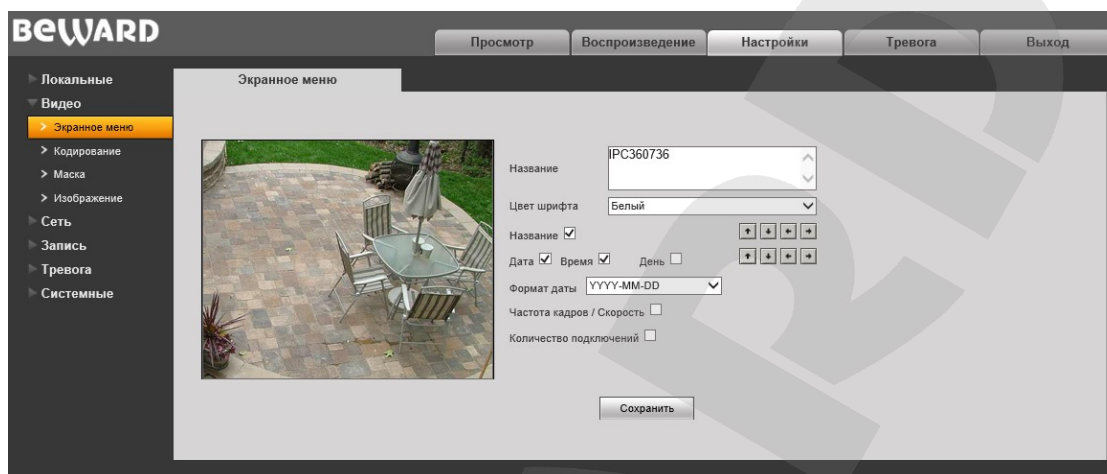 BEWARD
Просмотр
Воспроизведение
Настройки
Тревога
Выход
Локальные
Видео
Экранное меню
Кодирование
Маска
Изображение
Сеть
Запись
Тревога
Системные
Экранное меню
Название
IPC360736
Цвет шрифта
Белый
Название
Дата Время День
Формат даты YYYY-MM-DD
Частота кадров / Скорость
Количество подключений
Сохранить